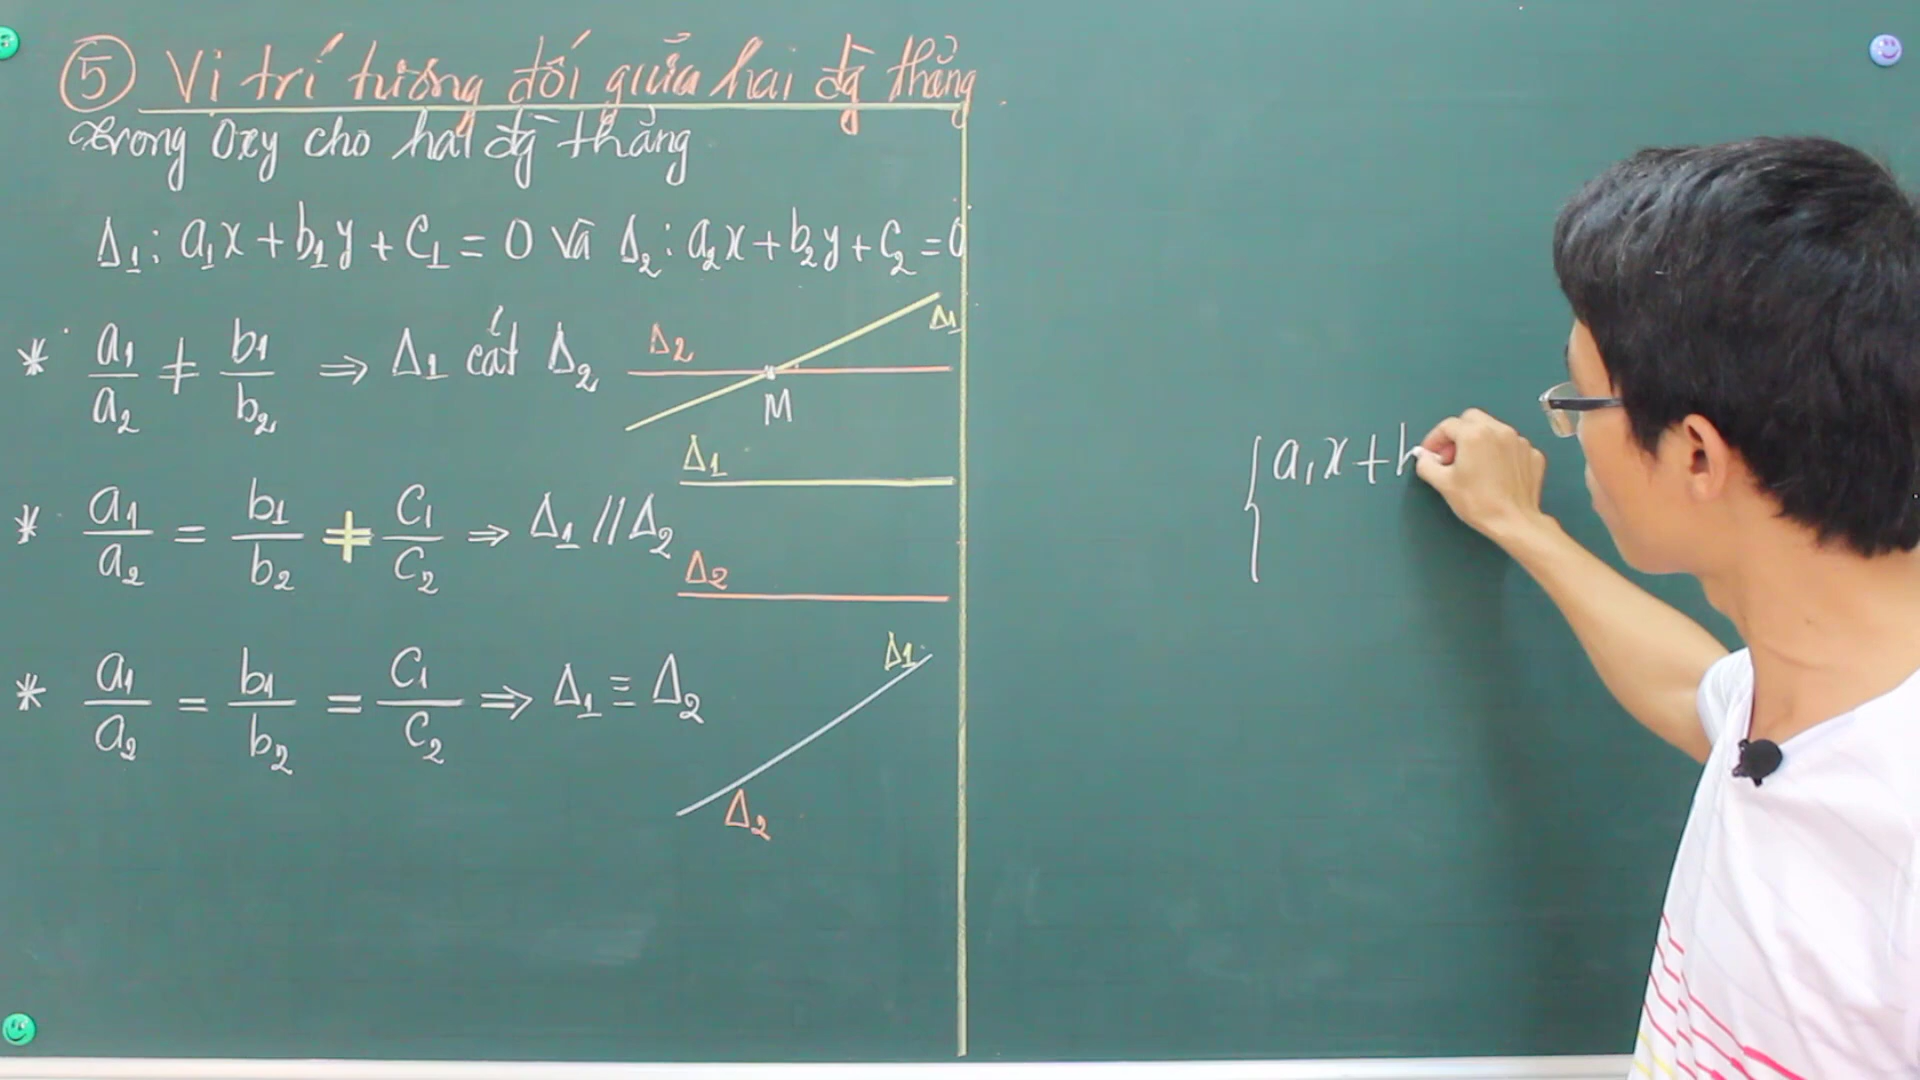 ⑤ Vị trí tương đối giữa hai đg̀ thẳng
Trong Oxy cho hai đg̀ thẳng
Δ₁: a₁x + b₁y + C₁ = 0 và Δ₂: a₂x + b₂y + C₂ = 0
* a₁/a₂ ≠ b₁/b₂ ⇒ Δ₁ cắt Δ₂
Δ₂
Δ₁
M
* a₁/a₂ = b₁/b₂ ≠ C₁/C₂ ⇒ Δ₁ // Δ₂
Δ₁
Δ₂
* a₁/a₂ = b₁/b₂ = C₁/C₂ ⇒ Δ₁ ≡ Δ₂
Δ₁
Δ₂
{ a₁x + b